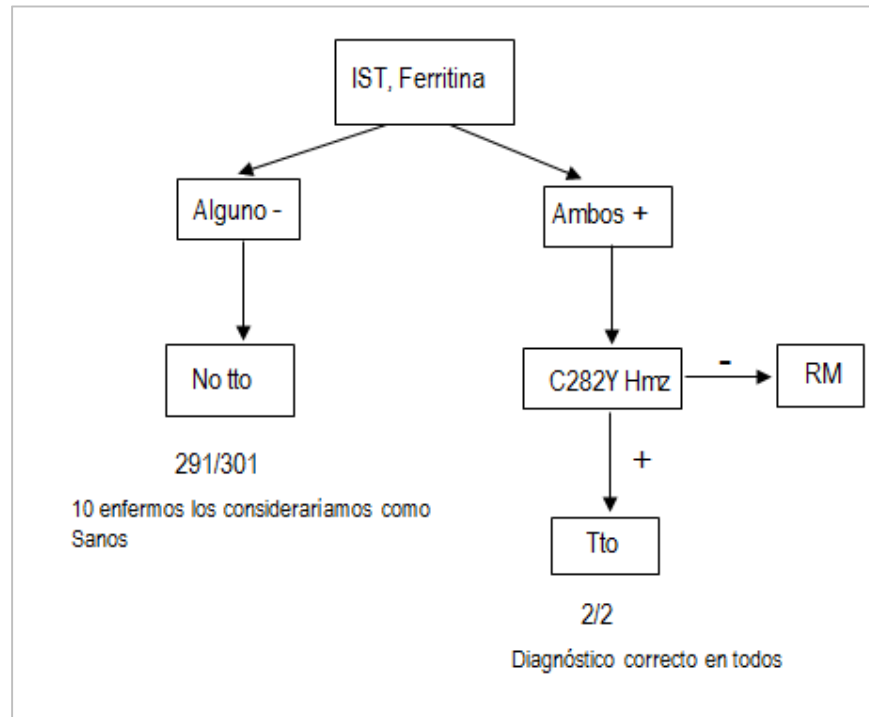 IST, Ferritina
Alguno -
Ambos +
No tto
C282Y Hmz
-
RM
291/301
+
10 enfermos los considerariamos como
Sanos
Tto
2/2
Diagnóstico correcto en todos